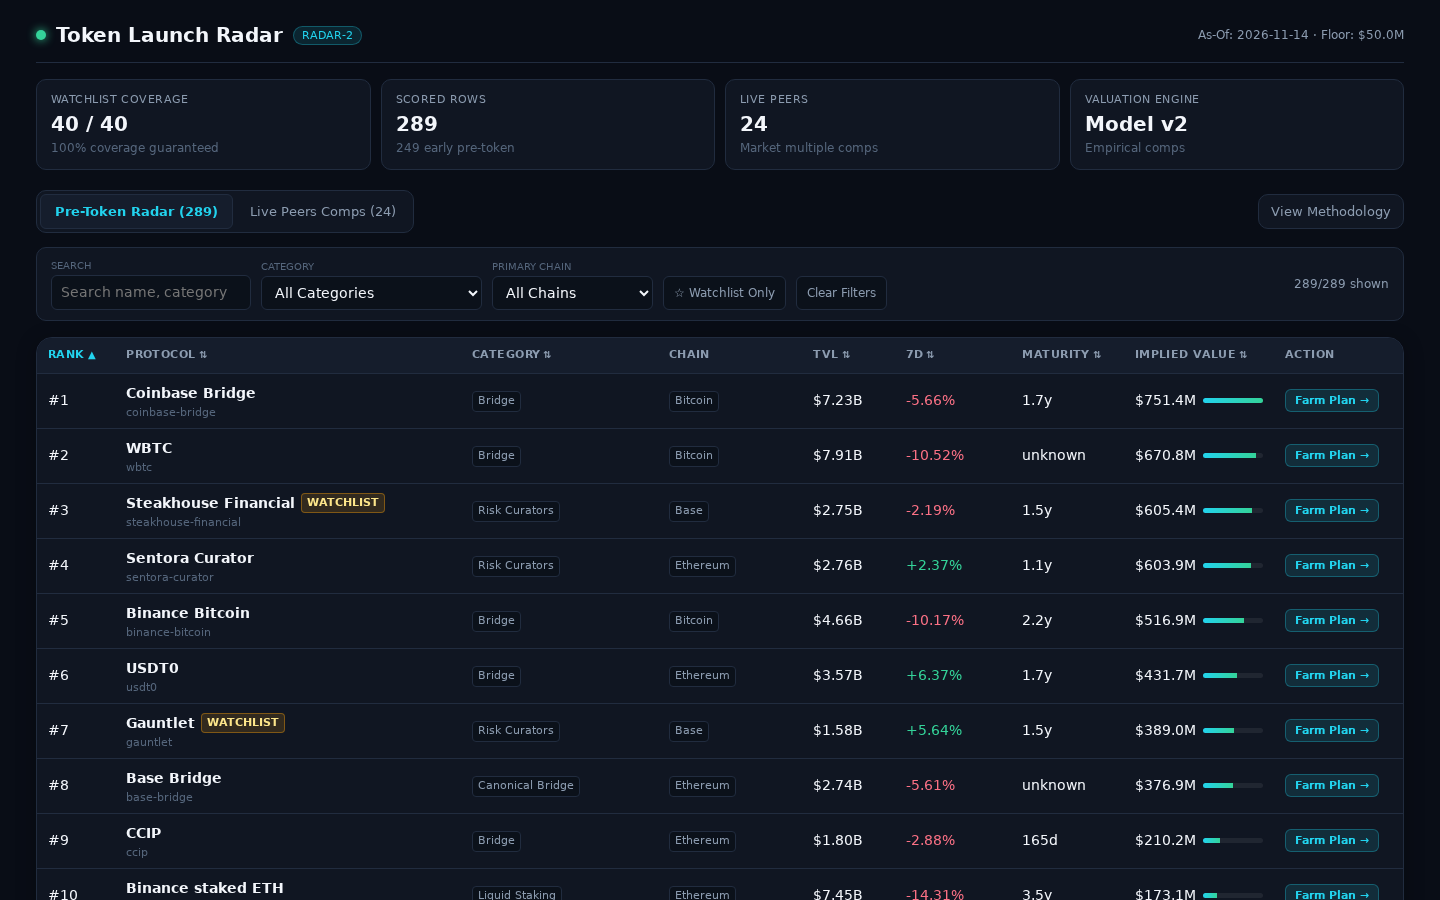 Token Launch Radar RADAR-2 As-Of: 2026-11-14 · Floor: $50.0M
WATCHLIST COVERAGE
40 / 40
100% coverage guaranteed
SCORED ROWS
289
249 early pre-token
LIVE PEERS
24
Market multiple comps
VALUATION ENGINE
Model v2
Empirical comps
Pre-Token Radar (289) Live Peers Comps (24) View Methodology
SEARCH CATEGORY PRIMARY CHAIN
Search name, category All Categories All Chains ☆ Watchlist Only Clear Filters 289/289 shown
RANK ▲ PROTOCOL ⇅ CATEGORY ⇅ CHAIN TVL ⇅ 7D ⇅ MATURITY ⇅ IMPLIED VALUE ⇅ ACTION
#1 Coinbase Bridge Bridge Bitcoin $7.23B -5.66% 1.7y $751.4M Farm Plan →
coinbase-bridge
#2 WBTC Bridge Bitcoin $7.91B -10.52% unknown $670.8M Farm Plan →
wbtc
#3 Steakhouse Financial WATCHLIST Risk Curators Base $2.75B -2.19% 1.5y $605.4M Farm Plan →
steakhouse-financial
#4 Sentora Curator Risk Curators Ethereum $2.76B +2.37% 1.1y $603.9M Farm Plan →
sentora-curator
#5 Binance Bitcoin Bridge Bitcoin $4.66B -10.17% 2.2y $516.9M Farm Plan →
binance-bitcoin
#6 USDT0 Bridge Ethereum $3.57B +6.37% 1.7y $431.7M Farm Plan →
usdt0
#7 Gauntlet WATCHLIST Risk Curators Base $1.58B +5.64% 1.5y $389.0M Farm Plan →
gauntlet
#8 Base Bridge Canonical Bridge Ethereum $2.74B -5.61% unknown $376.9M Farm Plan →
base-bridge
#9 CCIP Bridge Ethereum $1.80B -2.88% 165d $210.2M Farm Plan →
ccip
#10 Binance staked ETH Liquid Staking Ethereum $7.45B -14.31% 3.5y $173.1M Farm Plan →